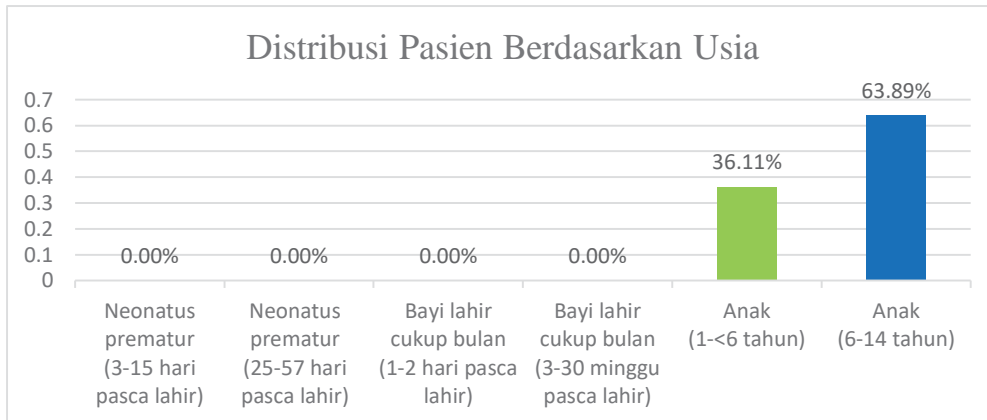 Distribusi Pasien Berdasarkan Usia
0.7
0.6
0.5
0.4
0.3
0.2
0.1
0
0.00%
0.00%
0.00%
0.00%
36.11%
63.89%
Neonatus
prematur
(3-15 hari
pasca lahir)
Neonatus
prematur
(25-57 hari
pasca lahir)
Bayi lahir
cukup bulan
(1-2 hari pasca
lahir)
Bayi lahir
cukup bulan
(3-30 minggu
pasca lahir)
Anak
(1-<6 tahun)
Anak
(6-14 tahun)